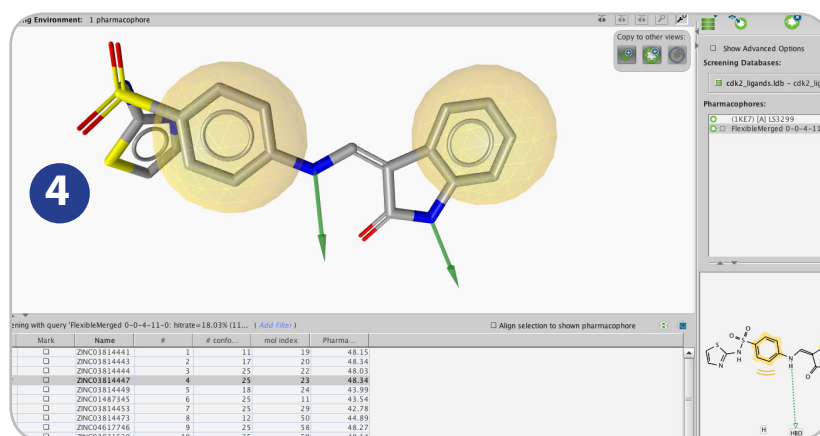 ng Environment: 1 pharmacophore
Copy to other views:
Show Advanced Options
Screening Databases:
cdk2_ligands.ldb – cdk2_lig
Pharmacophores:
(1KE7) [A] LS3299
FlexibleMerged 0-0-4-11
4
ening with query 'FlexibleMerged 0-0-4-11-0: hitrate=18.03% (11... ( Add Filter )
Align selection to shown pharmacophore
Mark Name # # confo... mol index Pharma...
ZINC03814441 1 11 19 48.15
ZINC03814443 2 17 20 48.34
ZINC03814444 3 25 22 48.03
ZINC03814447 4 25 23 48.34
ZINC03814449 5 18 24 43.99
ZINC01487345 6 25 11 43.54
ZINC03814453 7 25 29 42.78
ZINC03814473 8 12 50 44.89
ZINC04617746 9 25 58 48.27
O O
S S
N NH
N
H
O
H HBD